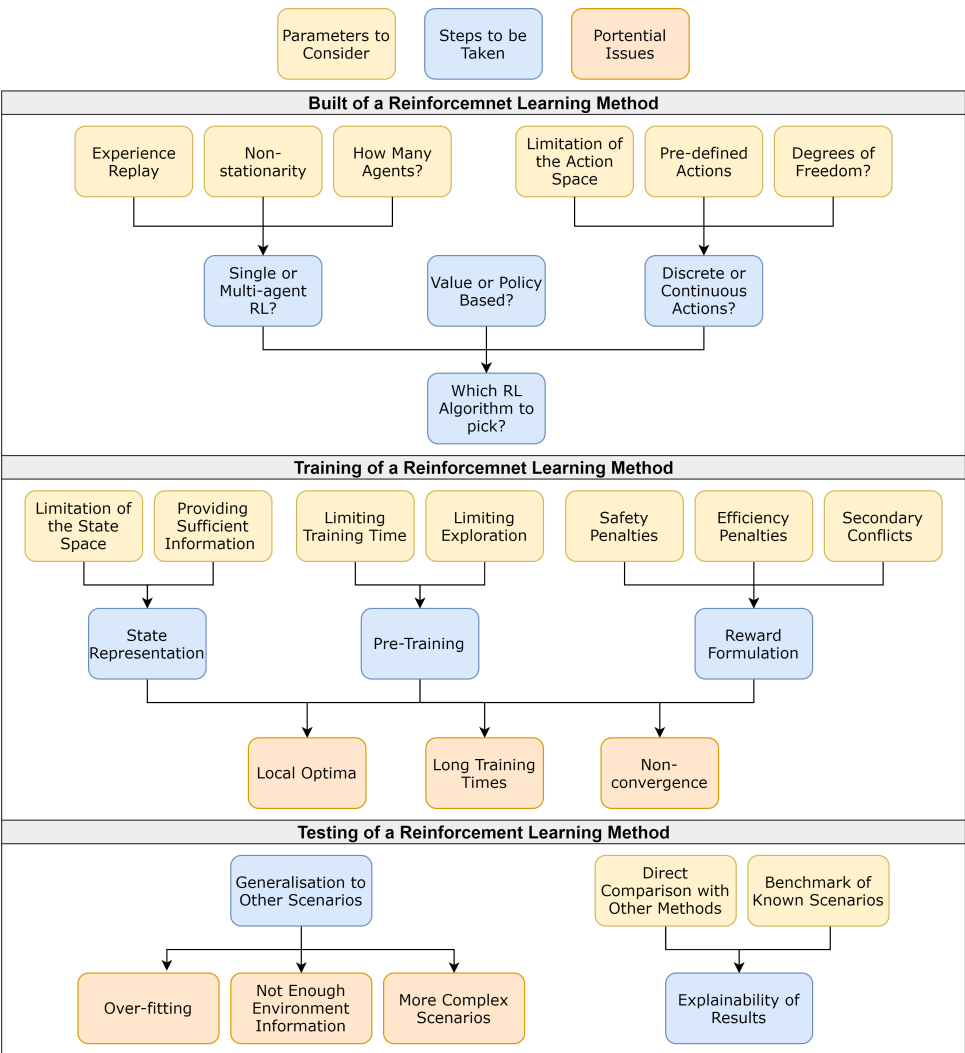 Parameters to
Consider
Steps to be
Taken
Portential
Issues
Built of a Reinforcemnet Learning Method
Experience
Replay
Non-
stationarity
How Many
Agents?
Limitation of
the Action
Space
Pre-defined
Actions
Degrees of
Freedom?
Single or
Multi-agent
RL?
Value or Policy
Based?
Discrete or
Continuous
Actions?
Which RL
Algorithm to
pick?
Training of a Reinforcemnet Learning Method
Limitation of
the State
Space
Providing
Sufficient
Information
Limiting
Training Time
Limiting
Exploration
Safety
Penalties
Efficiency
Penalties
Secondary
Conflicts
State
Representation
Pre-Training
Reward
Formulation
Local Optima
Long Training
Times
Non-
convergence
Testing of a Reinforcement Learning Method
Generalisation to
Other Scenarios
Direct
Comparison with
Other Methods
Benchmark of
Known Scenarios
Over-fitting
Not Enough
Environment
Information
More Complex
Scenarios
Explainability of
Results